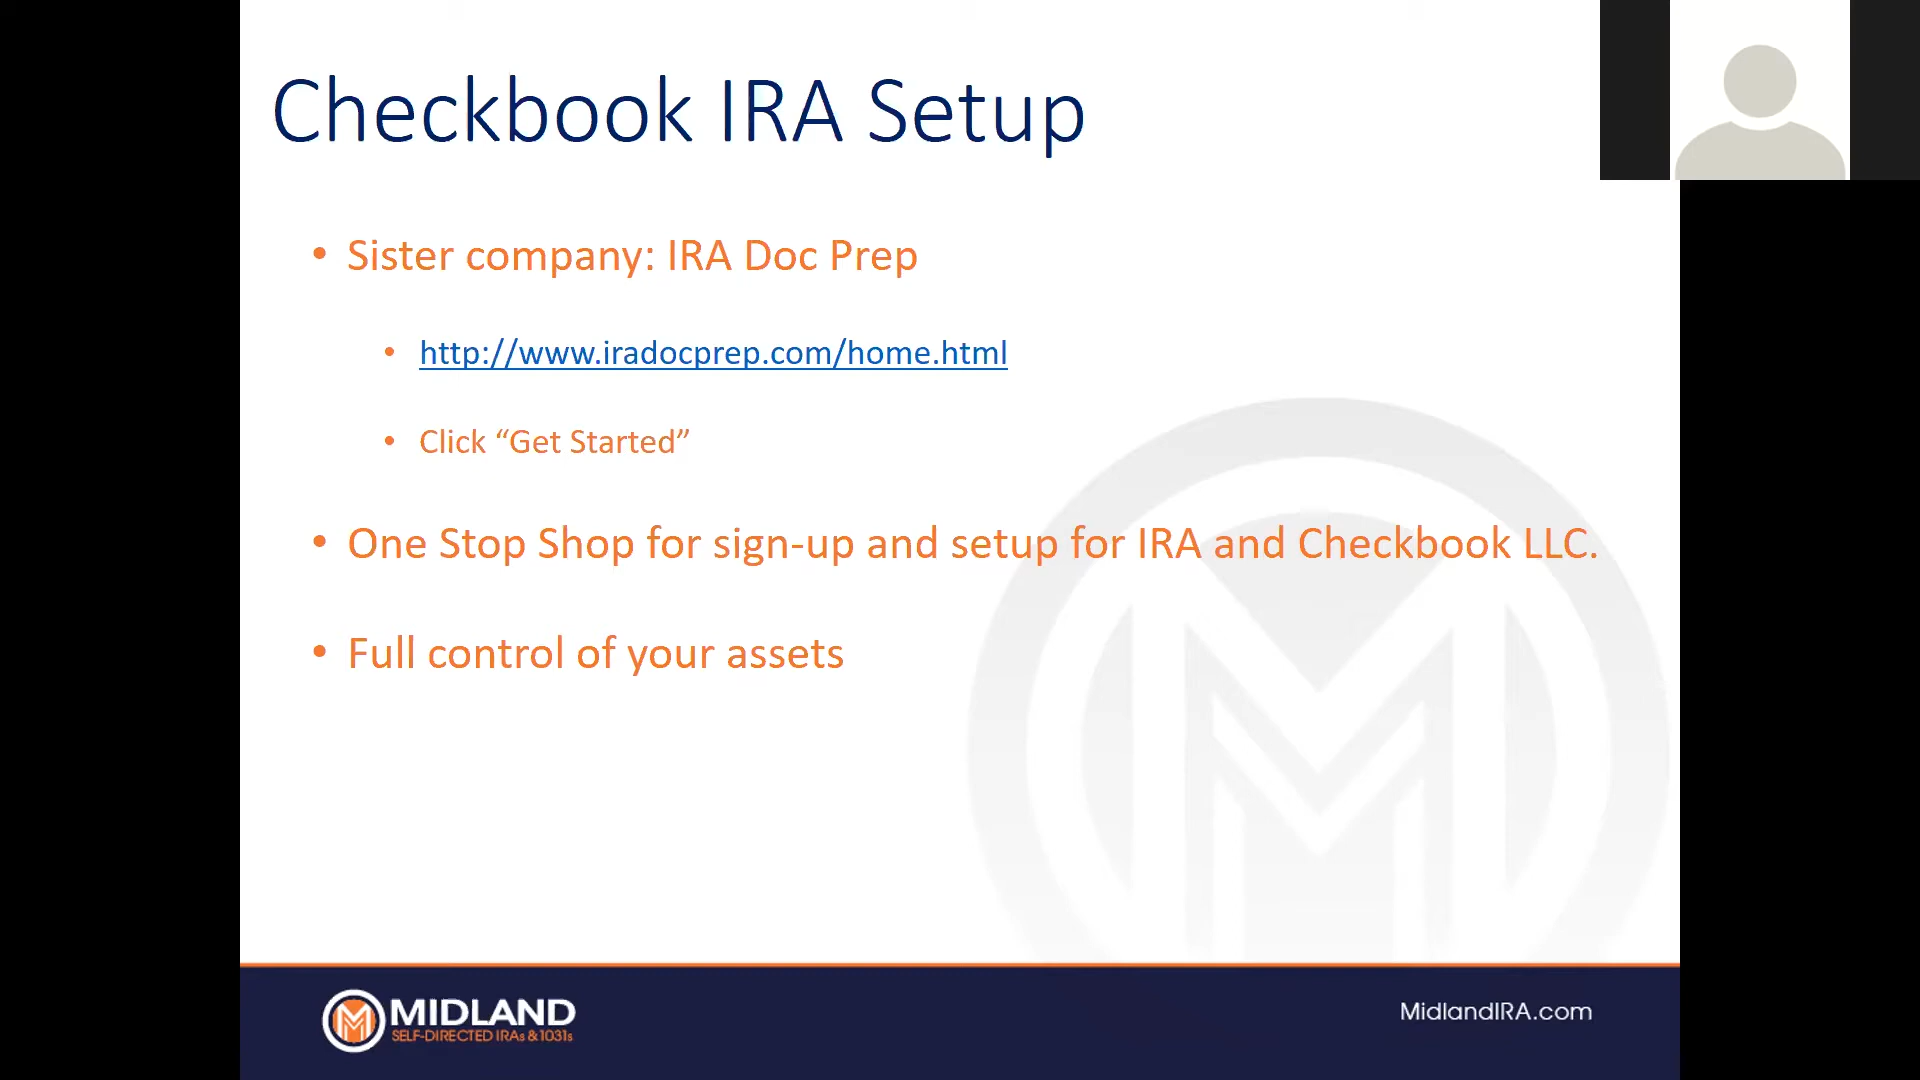 Checkbook IRA Setup
• Sister company: IRA Doc Prep
• http://www.iradocprep.com/home.html
• Click “Get Started”
• One Stop Shop for sign-up and setup for IRA and Checkbook LLC.
• Full control of your assets
MIDLAND
SELF-DIRECTED IRAs & 1031s
MidlandIRA.com